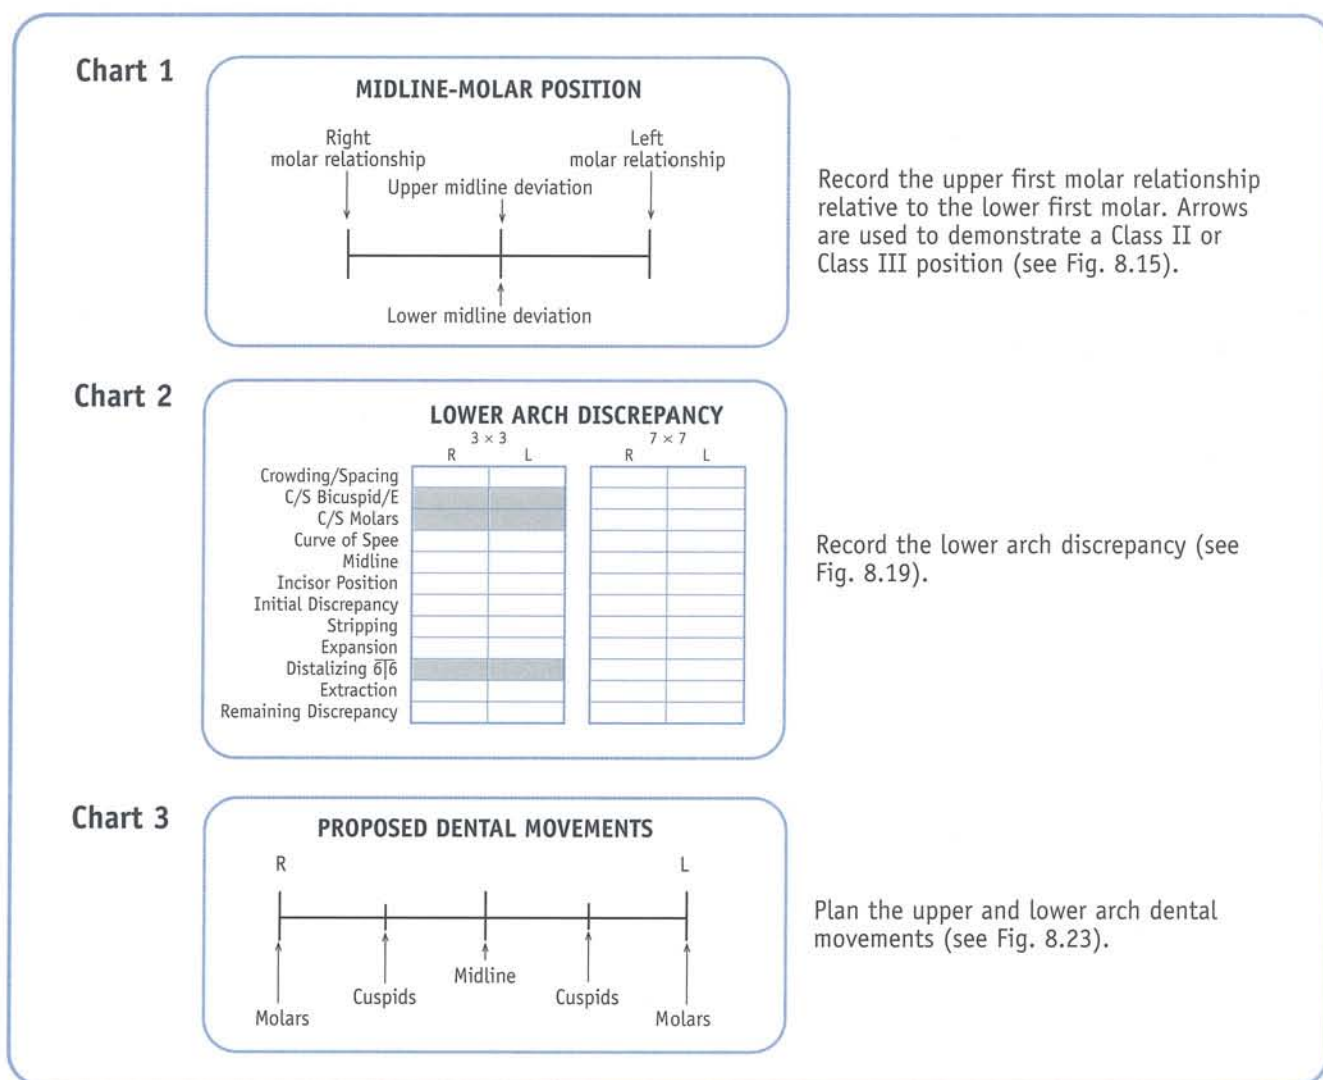 Chart 1
MIDLINE-MOLAR POSITION
Right
molar relationship
Left
molar relationship
Upper midline deviation
Lower midline deviation
Record the upper first molar relationship
relative to the lower first molar. Arrows
are used to demonstrate a Class II or
Class III position (see Fig. 8.15).
Chart 2
LOWER ARCH DISCREPANCY
3 × 3
7 × 7
R L R L
Crowding/Spacing
C/S Bicuspid/E
C/S Molars
Curve of Spee
Midline
Incisor Position
Initial Discrepancy
Stripping
Expansion
Distalizing 6|6
Extraction
Remaining Discrepancy
Record the lower arch discrepancy (see
Fig. 8.19).
Chart 3
PROPOSED DENTAL MOVEMENTS
R L
Midline
Cuspids Cuspids
Molars Molars
Plan the upper and lower arch dental
movements (see Fig. 8.23).